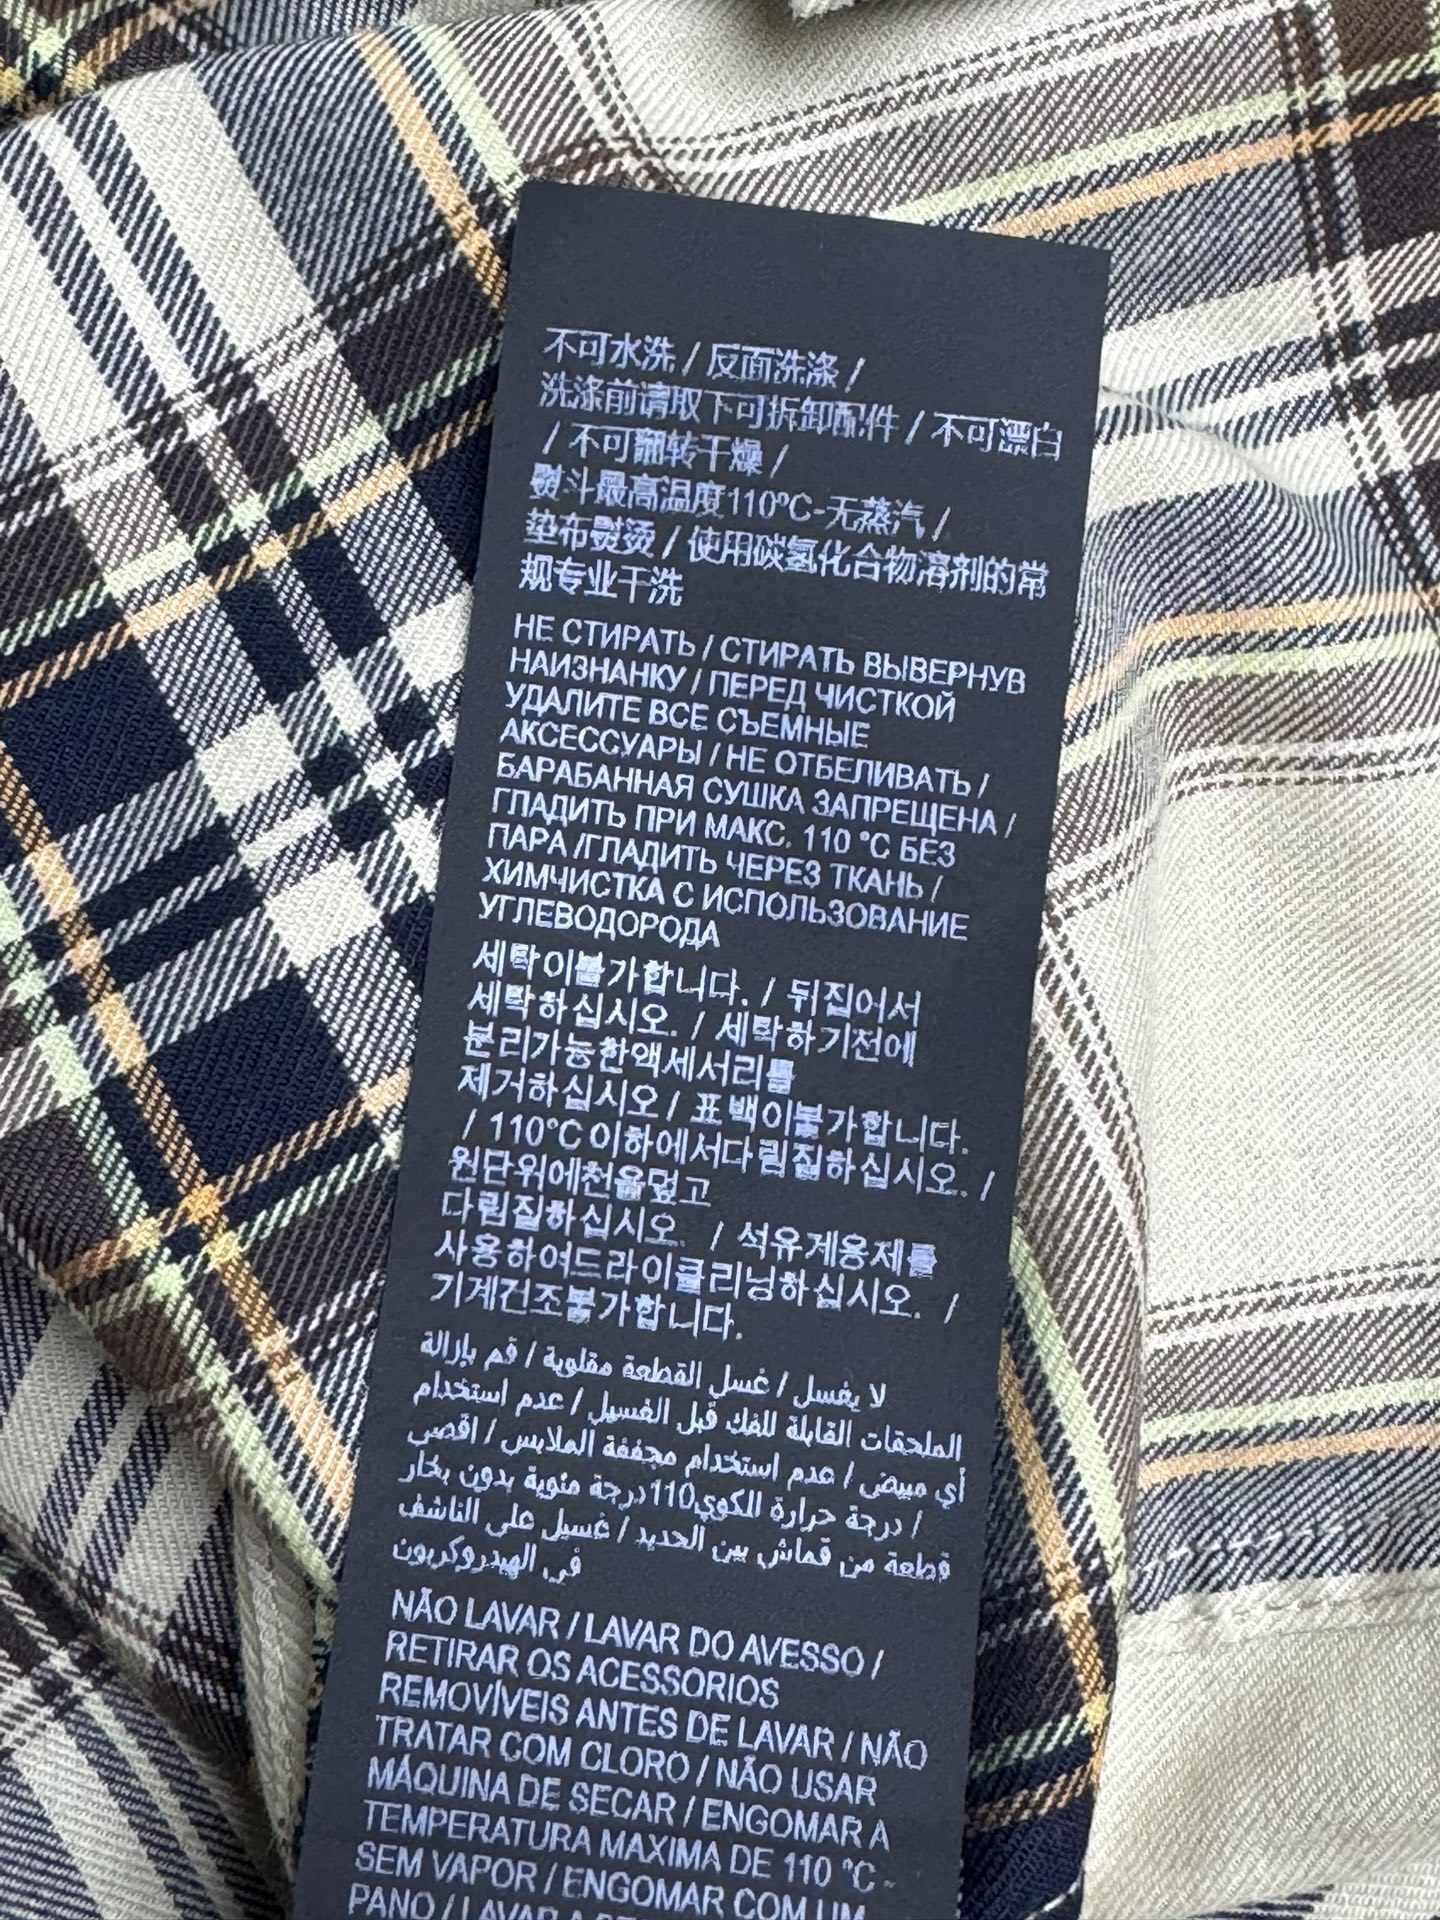 不可水洗 / 反面洗涤 /
洗涤前请取下可拆卸配件 / 不可漂白
/ 不可翻转干燥 /
熨斗最高温度110ºC-无蒸汽 /
垫布熨烫 / 使用碳氢化合物溶剂的常
规专业干洗
НЕ СТИРАТЬ / СТИРАТЬ ВЫВЕРНУВ
НАИЗНАНКУ / ПЕРЕД ЧИСТКОЙ
УДАЛИТЕ ВСЕ СЪЕМНЫЕ
АКСЕССУАРЫ / НЕ ОТБЕЛИВАТЬ /
БАРАБАННАЯ СУШКА ЗАПРЕЩЕНА /
ГЛАДИТЬ ПРИ МАКС. 110 ºC БЕЗ
ПАРА /ГЛАДИТЬ ЧЕРЕЗ ТКАНЬ /
ХИМЧИСТКА С ИСПОЛЬЗОВАНИЕ
УГЛЕВОДОРОДА
세탁이불가합니다. / 뒤집어서
세탁하십시오. / 세탁하기전에
분리가능한액세서리를
제거하십시오 / 표백이불가합니다.
/ 110°C 이하에서다림질하십시오. /
원단위에천을덮고
다림질하십시오. / 석유계용제를
사용하여드라이클리닝하십시오. /
기계건조불가합니다.
لا يغسل / غسل القطعة مقلوبة / قم بإزالة
الملحقات القابلة للفك قبل الغسيل / عدم استخدام
أي مبيض / عدم استخدام مجففة الملابس / اقصى
درجة حرارة للكوي110درجة مئوية بدون بخار /
قطعة من قماش بين الحديد / غسيل على الناشف
في الهيدروكربون
NÃO LAVAR / LAVAR DO AVESSO /
RETIRAR OS ACESSORIOS
REMOVÍVEIS ANTES DE LAVAR / NÃO
TRATAR COM CLORO / NÃO USAR
MÁQUINA DE SECAR / ENGOMAR A
TEMPERATURA MAXIMA DE 110 ºC -
SEM VAPOR / ENGOMAR COM UM
PANO / LAVAR A